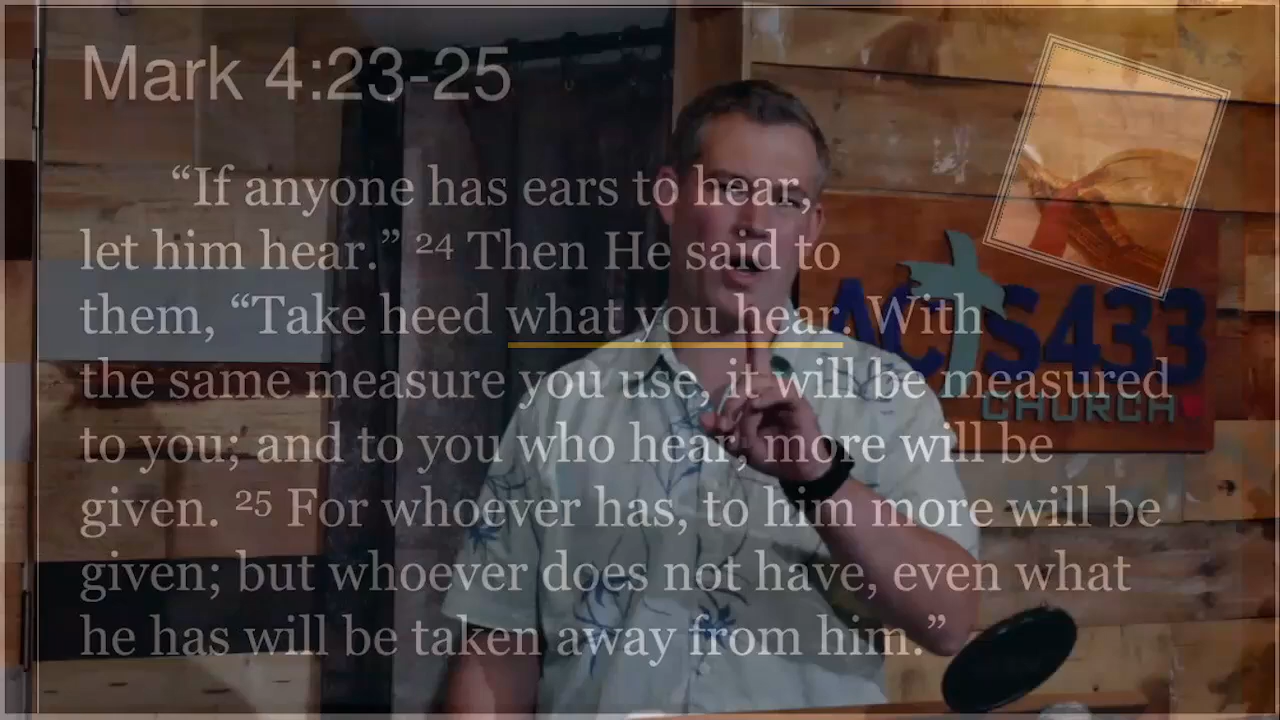 Mark 4:23-25
“If anyone has ears to hear,
let him hear.” 24 Then He said to
them, “Take heed what you hear. With
the same measure you use, it will be measured
to you; and to you who hear, more will be
given. 25 For whoever has, to him more will be
given; but whoever does not have, even what
he has will be taken away from him.”
ACTS433
CHURCH